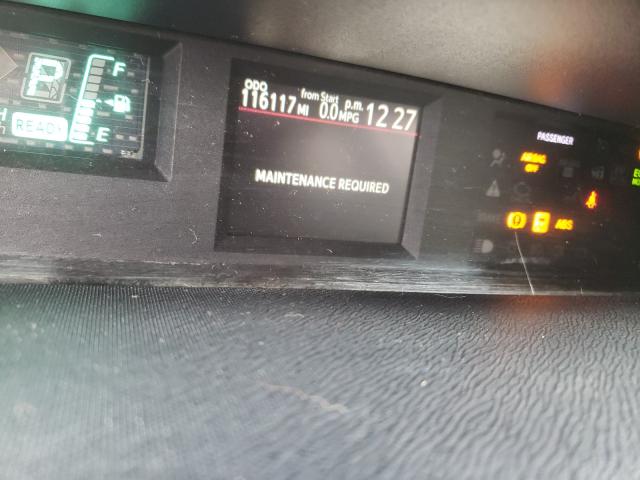 P
F
READY
E
ODO
from Start p.m.
116117 MI 0.0 MPG 12 27
MAINTENANCE REQUIRED
PASSENGER
AIRBAG
OFF
P ABS